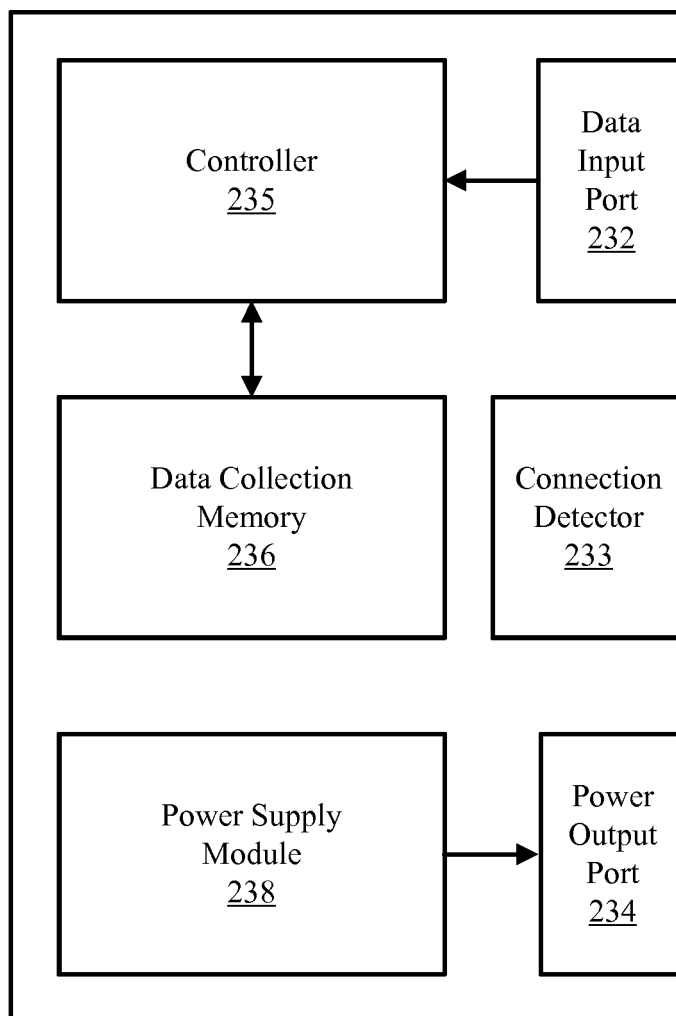 Controller
235
Data
Input
Port
232
Data Collection
Memory
236
Connection
Detector
233
Power Supply
Module
238
Power
Output
Port
234